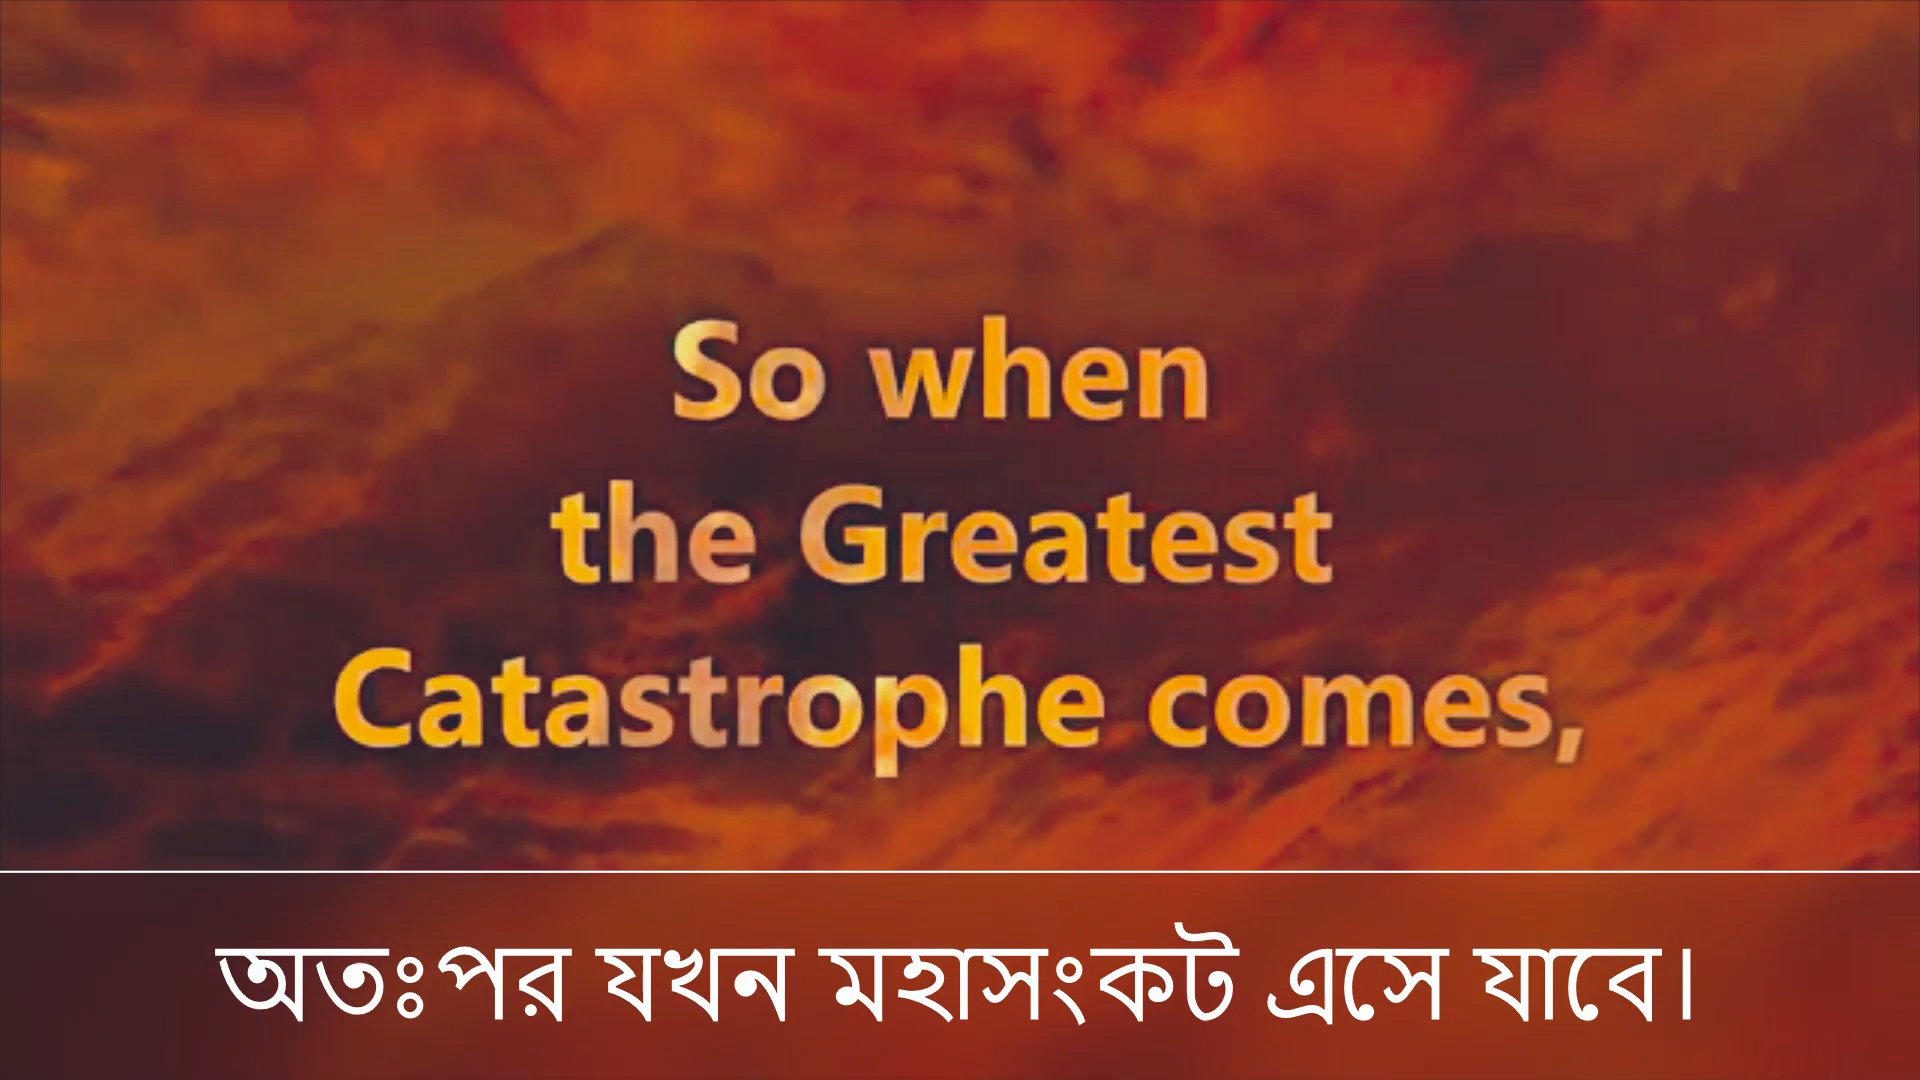 So when
the Greatest
Catastrophe comes,
অতঃপর যখন মহাসংকট এসে যাবে।